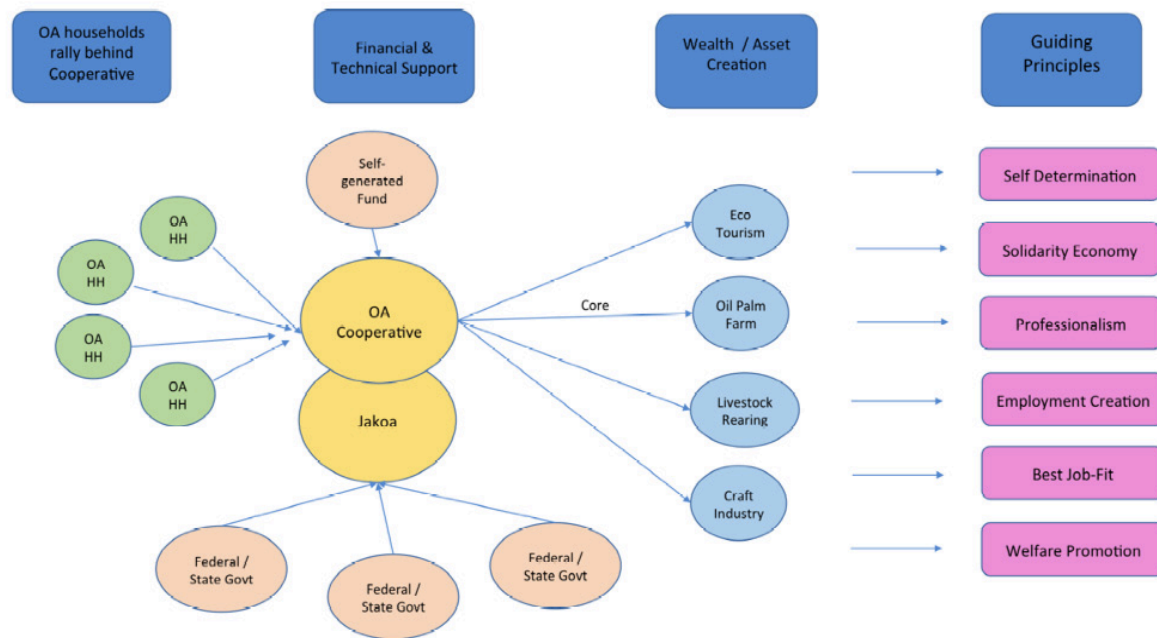 OA households
rally behind
Cooperative
Financial &
Technical Support
Wealth / Asset
Creation
Guiding
Principles
Self-
generated
Fund
OA
HH
OA
HH
OA
HH
OA
HH
OA
Cooperative
Jakoa
Federal /
State Govt
Federal /
State Govt
Federal /
State Govt
Core
Eco
Tourism
Oil Palm
Farm
Livestock
Rearing
Craft
Industry
Self Determination
Solidarity Economy
Professionalism
Employment Creation
Best Job-Fit
Welfare Promotion